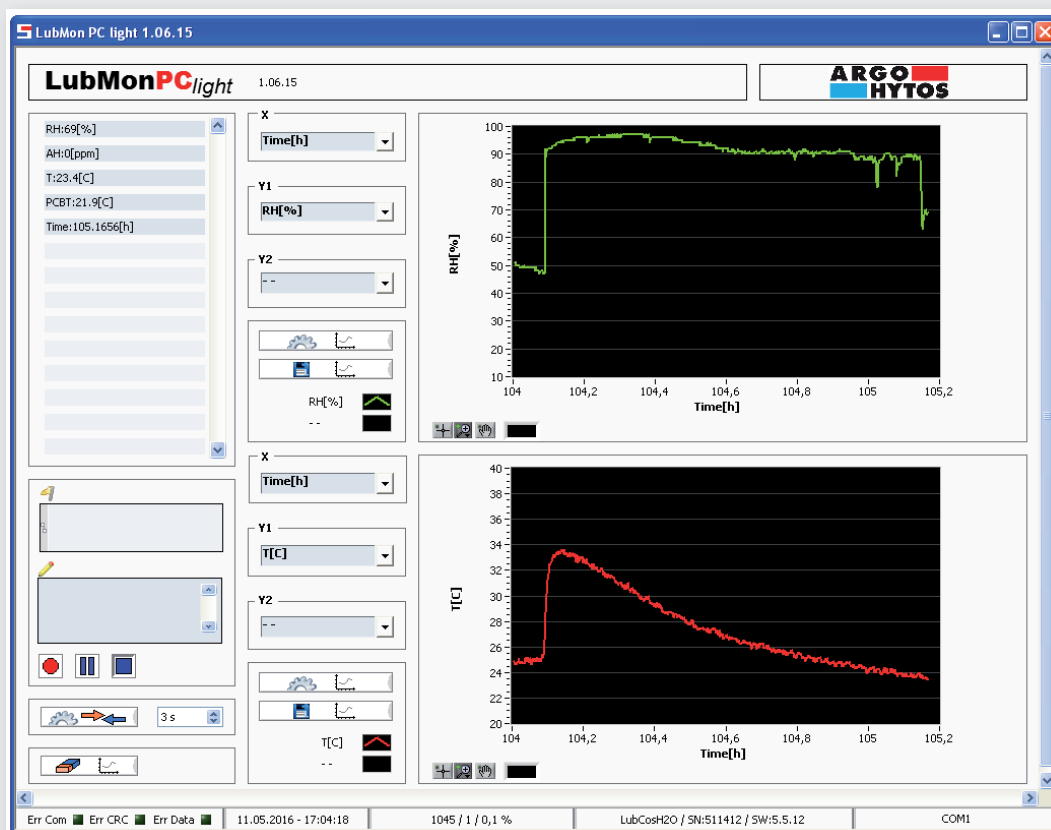 LubMon PC light 1.06.15
LubMonPClight 1.06.15
ARGO
HYTOS
RH:69[%]
AH:0[ppm]
T:23.4[C]
PCBT:21.9[C]
Time:105.1656[h]
X
Time[h]
Y1
RH[%]
Y2
--
RH[%]
--
100
90
80
70
60
50
40
30
20
10
RH[%]
104 104,2 104,4 104,6 104,8 105 105,2
Time[h]
X
Time[h]
Y1
T[C]
Y2
--
T[C]
--
40
38
36
34
32
30
28
26
24
22
20
T[C]
104 104,2 104,4 104,6 104,8 105 105,2
Time[h]
3 s
Err Com Err CRC Err Data 11.05.2016 - 17:04:18 1045 / 1 / 0,1 % LubCosH2O / SN:511412 / SW:5.5.12 COM1